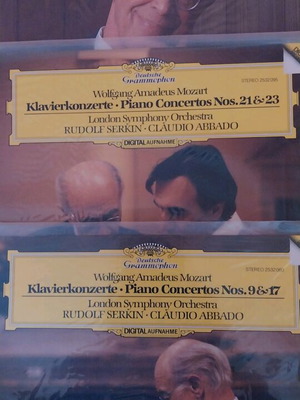 Deutsche
Grammophon
STEREO 2532 095
Wolfgang Amadeus Mozart
Klavierkonzerte · Piano Concertos Nos. 21 & 23
London Symphony Orchestra
RUDOLF SERKIN · CLAUDIO ABBADO
DIGITAL AUFNAHME
Deutsche
Grammophon
STEREO
Wolfgang Amadeus Mozart
Klavierkonzerte · Piano Concertos Nos. 9 & 17
London Symphony Orchestra
RUDOLF SERKIN · CLAUDIO ABBADO
DIGITAL AUFNAHME